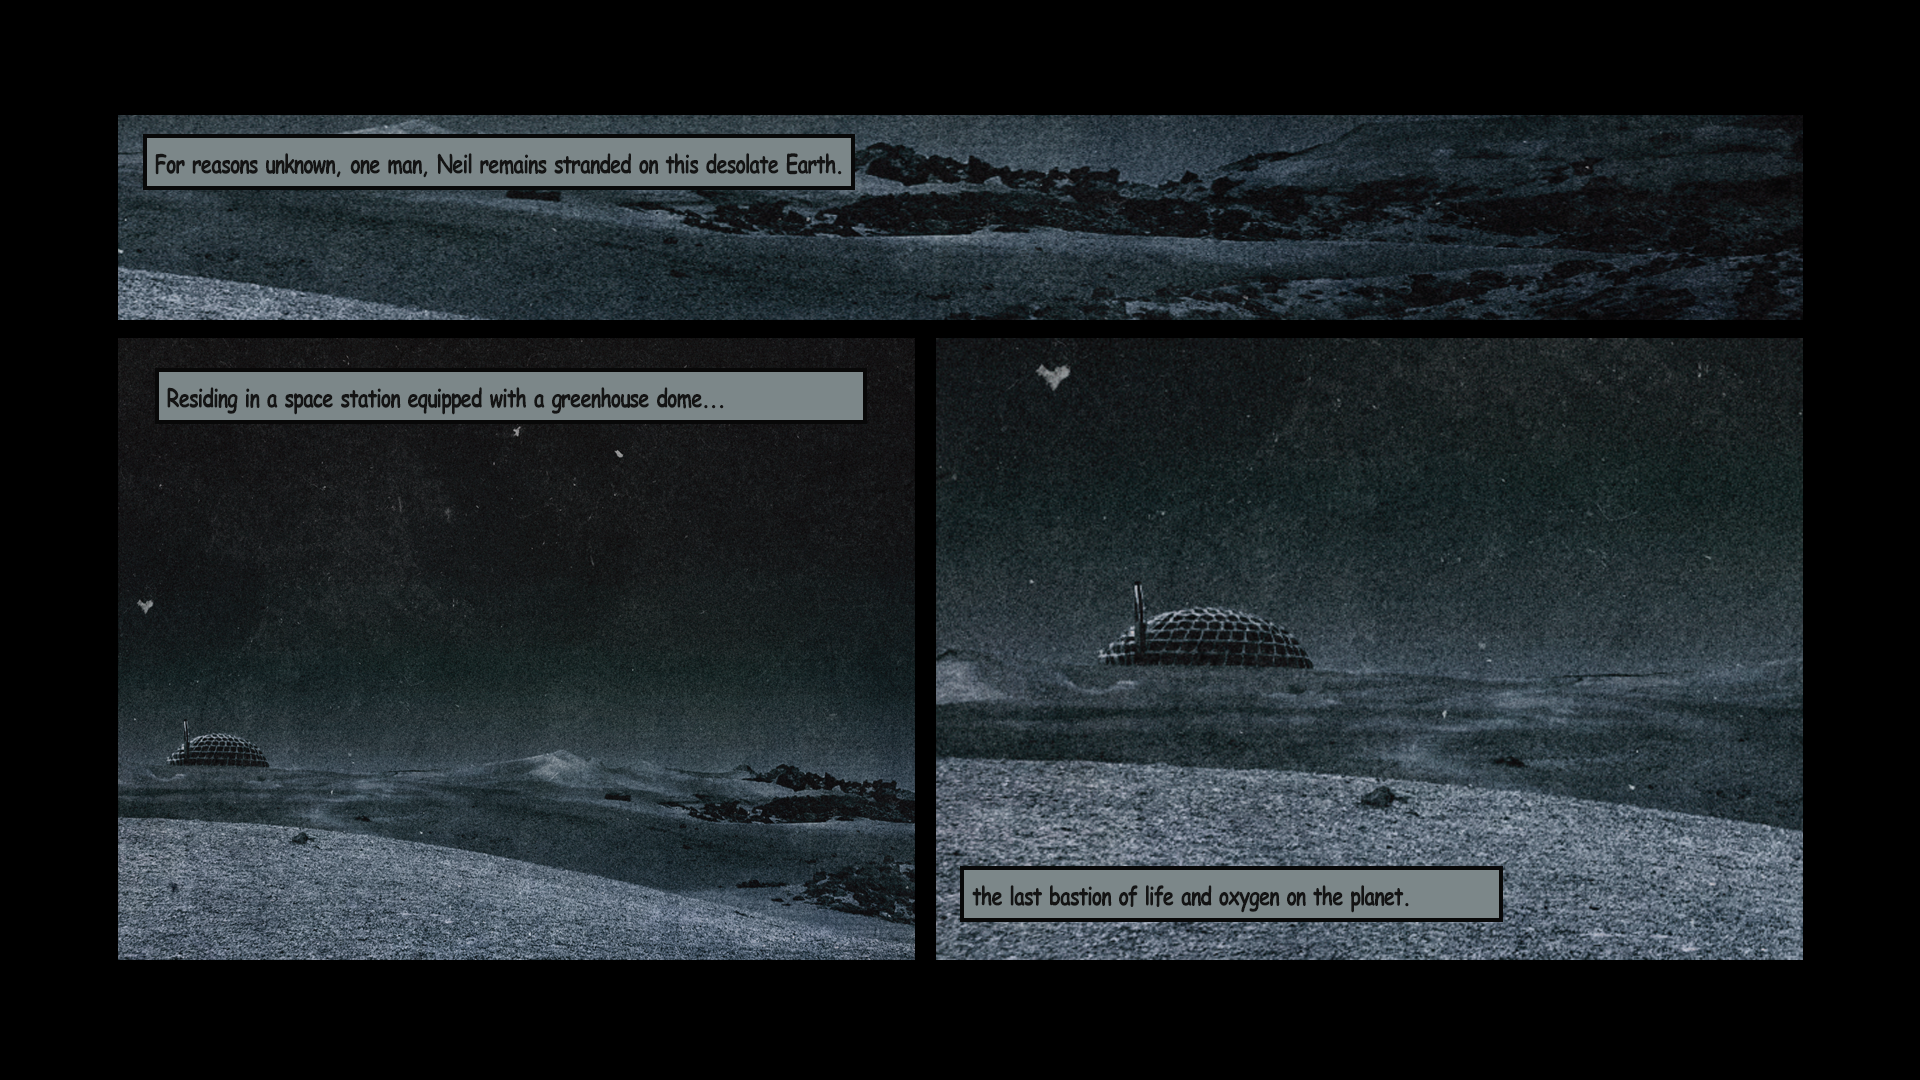 For reasons unknown, one man, Neil remains stranded on this desolate Earth.
Residing in a space station equipped with a greenhouse dome...
the last bastion of life and oxygen on the planet.